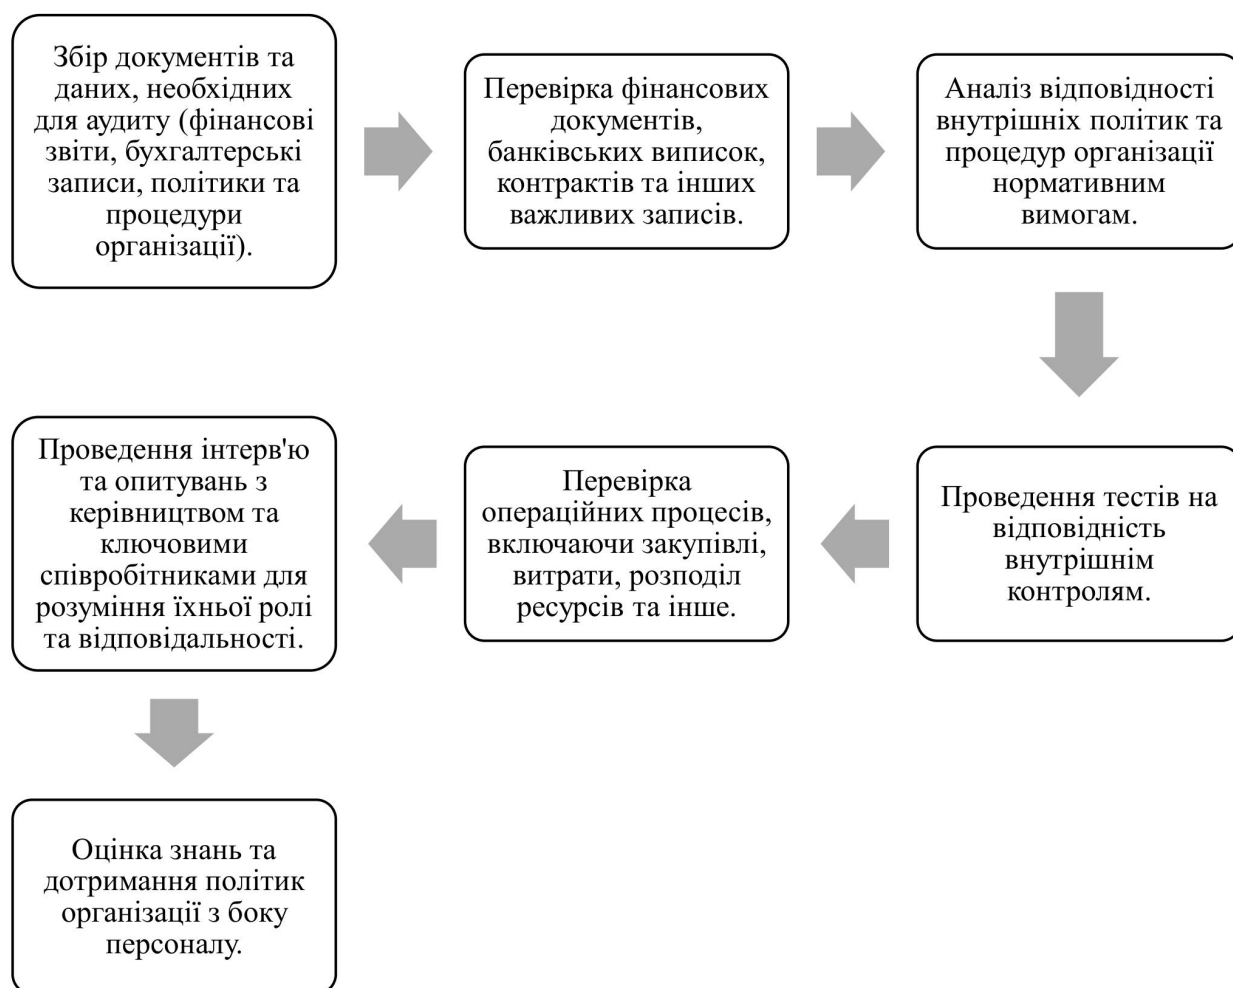 Збір документів та
даних, необхідних
для аудиту (фінансові
звіти, бухгалтерські
записи, політики та
процедури
організації).
Перевірка фінансових
документів,
банківських виписок,
контрактів та інших
важливих записів.
Аналіз відповідності
внутрішніх політик та
процедур організації
нормативним
вимогам.
Проведення тестів на
відповідність
внутрішнім
контролям.
Перевірка
операційних процесів,
включаючи закупівлі,
витрати, розподіл
ресурсів та інше.
Проведення інтерв'ю
та опитувань з
керівництвом та
ключовими
співробітниками для
розуміння їхньої ролі
та відповідальності.
Оцінка знань та
дотримання політик
організації з боку
персоналу.